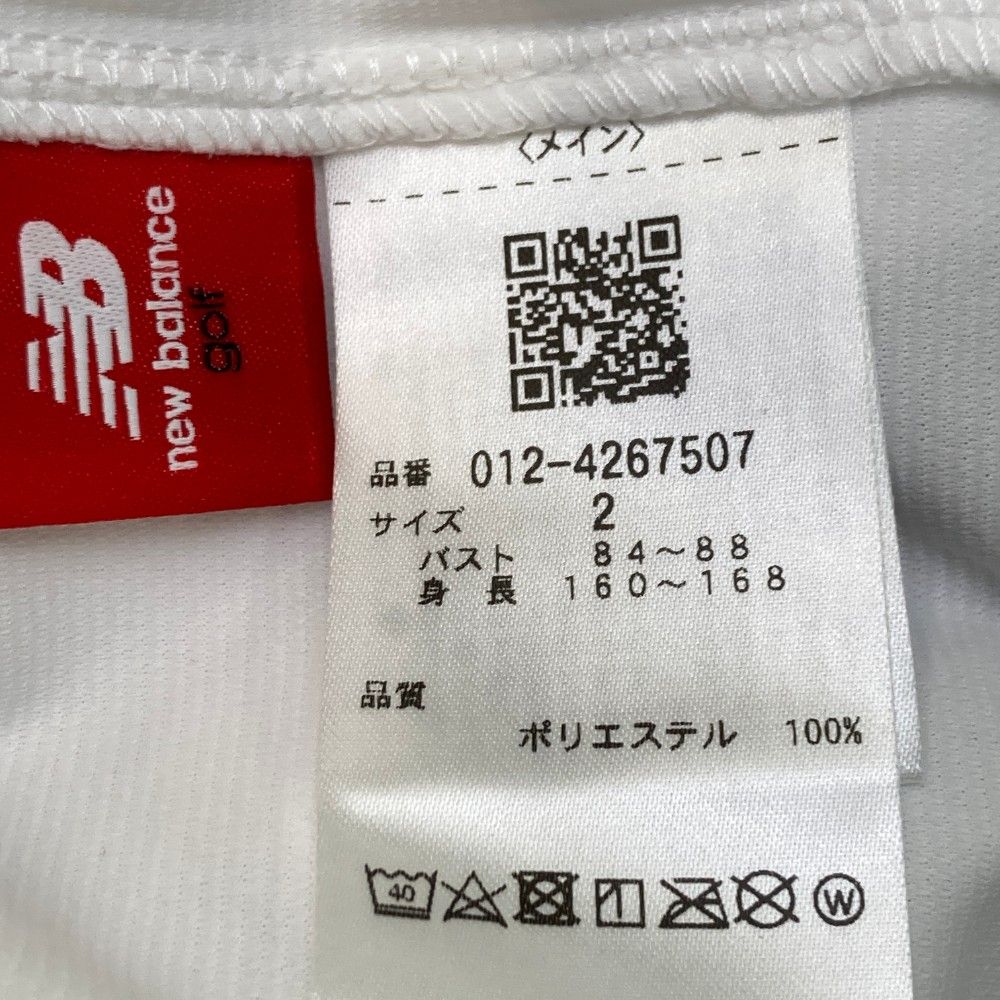 new balance
golf
〈メイン〉
品番 012-4267507
サイズ 2
バスト 84～88
身長 160～168
品質
ポリエステル 100%
40
W